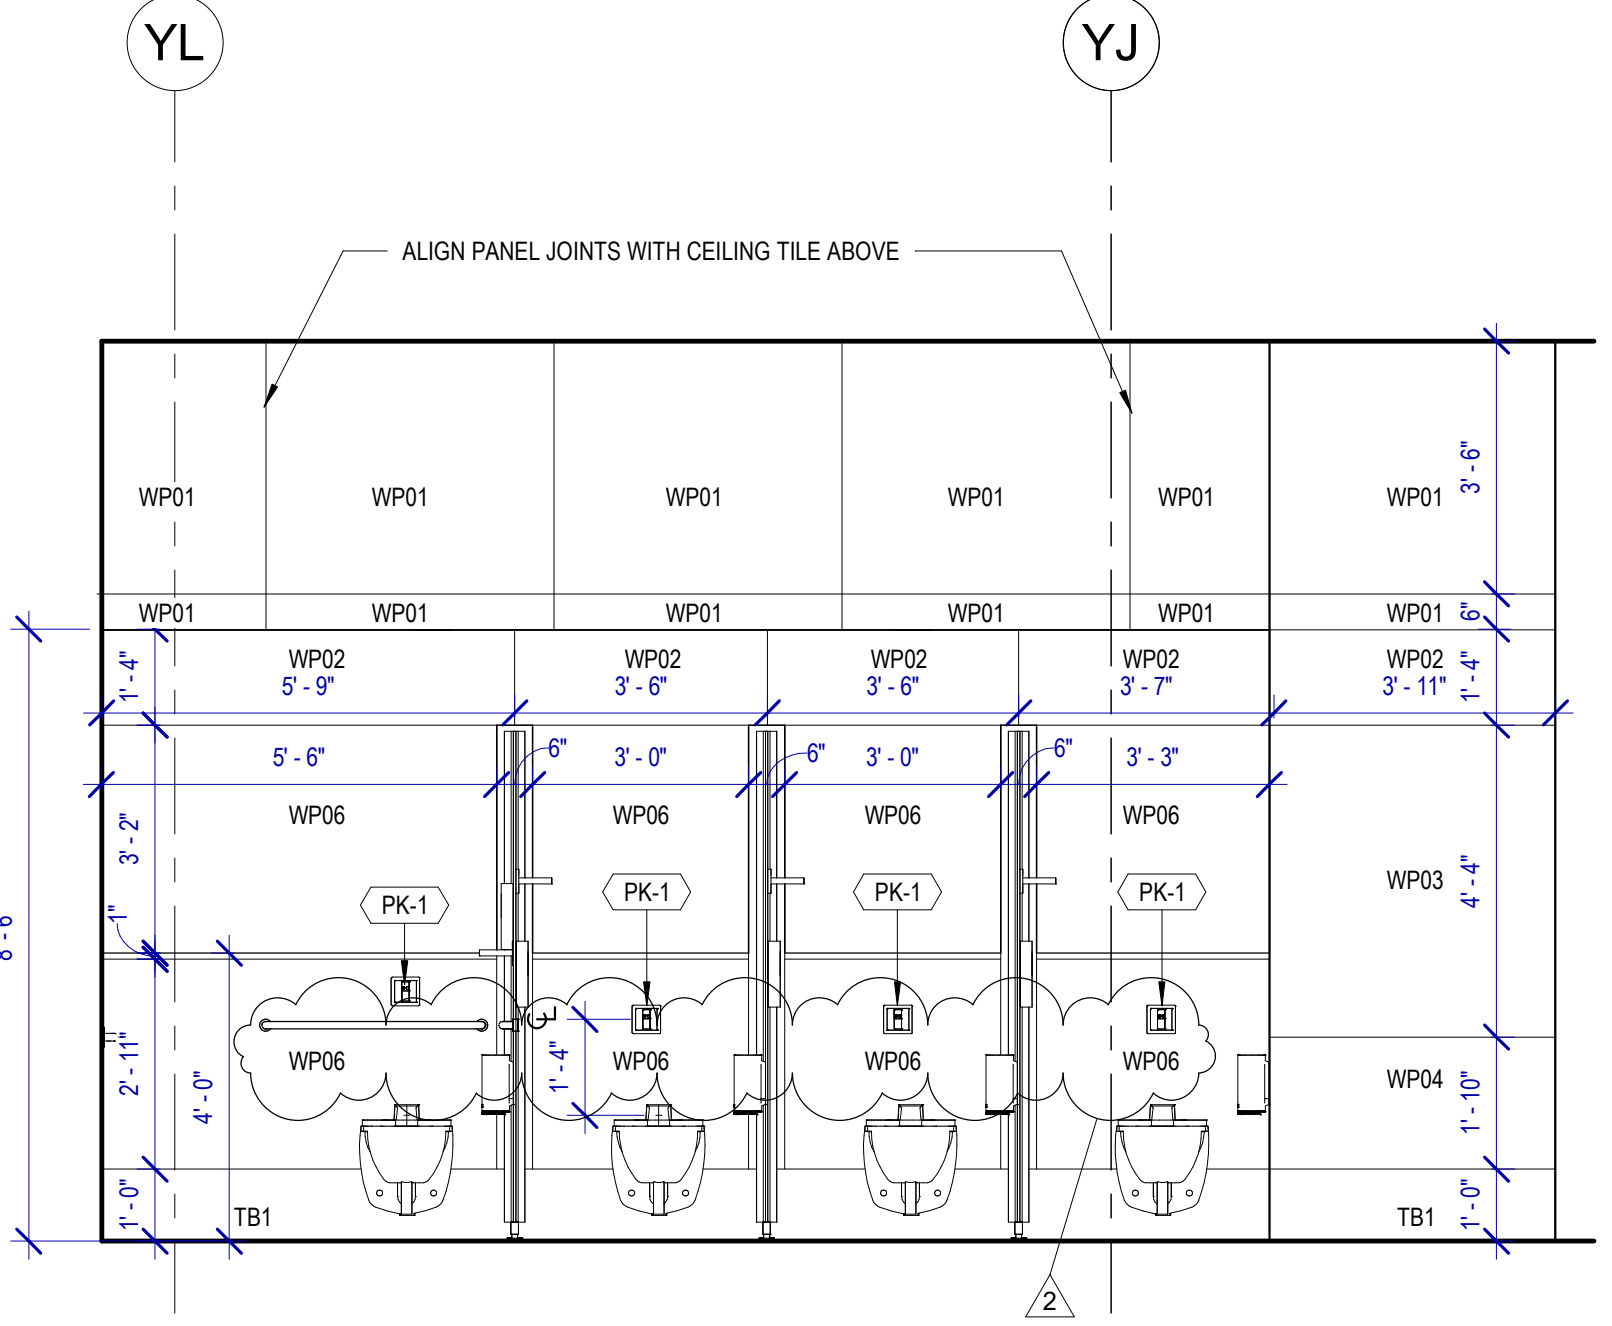 YL
YJ
ALIGN PANEL JOINTS WITH CEILING TILE ABOVE
3' - 6"
WP01 WP01 WP01 WP01 WP01 WP01
WP01 WP01 WP01 WP01 WP01 WP01 6"
1' - 4" WP02 WP02 WP02 WP02 WP02 1' - 4"
5' - 9" 3' - 6" 3' - 6" 3' - 7" 3' - 11"
5' - 6" 6" 3' - 0" 6" 3' - 0" 6" 3' - 3"
3' - 2" WP06 WP06 WP06 WP06
PK-1 PK-1 PK-1 PK-1 WP03 4' - 4"
1"
8' - 6"
CL
WP06 WP06 WP06 WP06
2' - 11" 4' - 0" 1' - 4" WP04 1' - 10"
1' - 0" TB1 TB1 1' - 0"
2